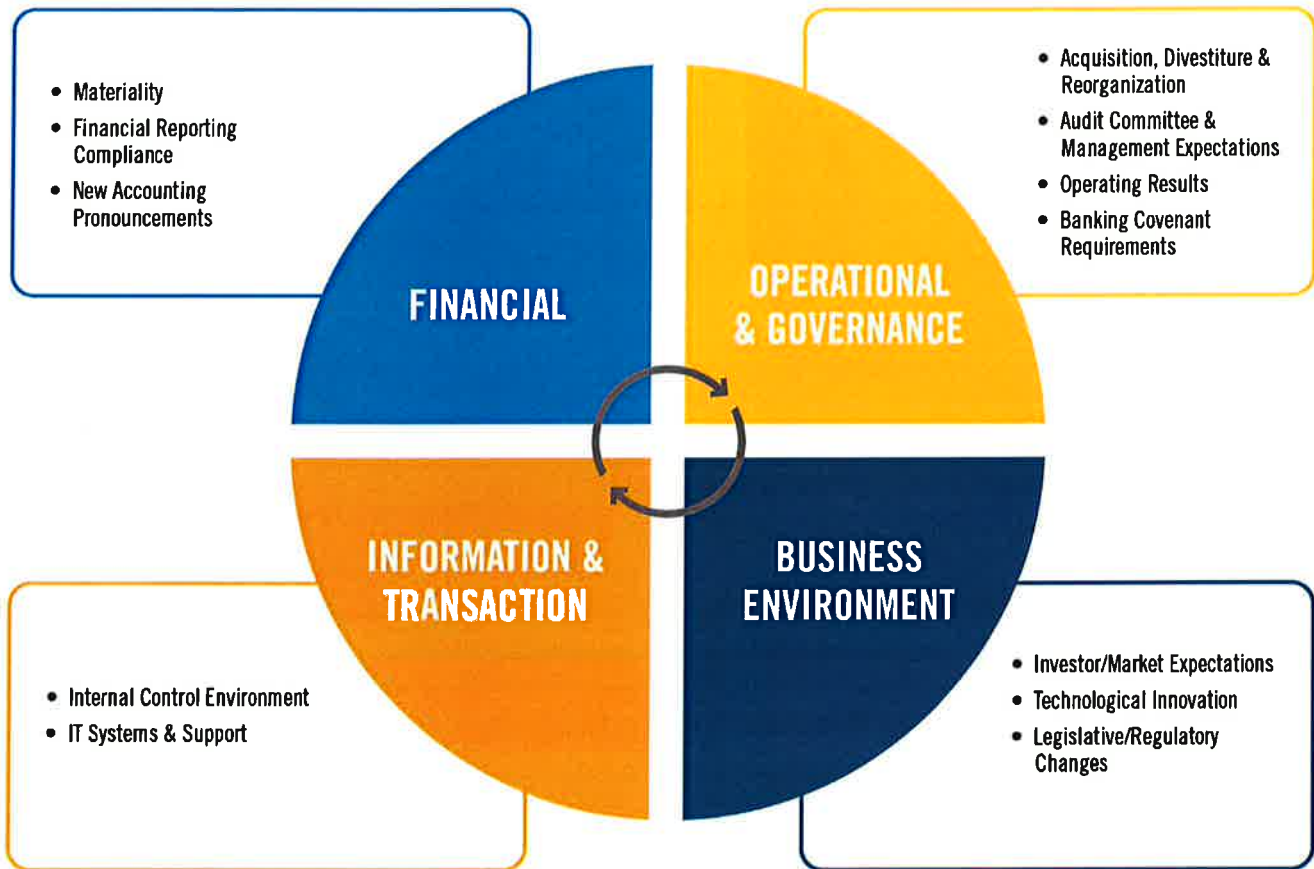 • Materiality
• Financial Reporting
Compliance
• New Accounting
Pronouncements
FINANCIAL
• Acquisition, Divestiture &
Reorganization
• Audit Committee &
Management Expectations
• Operating Results
• Banking Covenant
Requirements
OPERATIONAL
& GOVERNANCE
INFORMATION &
TRANSACTION
• Internal Control Environment
• IT Systems & Support
BUSINESS
ENVIRONMENT
• Investor/Market Expectations
• Technological Innovation
• Legislative/Regulatory
Changes